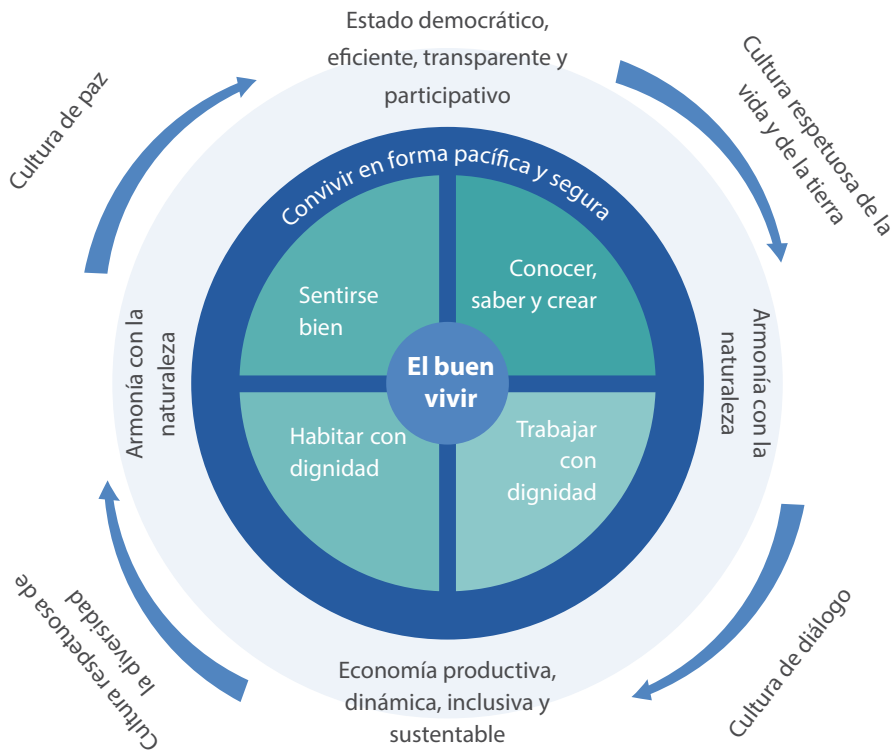 Estado democrático,
eficiente, transparente y
participativo
Cultura de paz
Cultura respetuosa de la
vida y de la tierra
Convivir en forma pacífica y segura
Sentirse
bien
Conocer,
saber y crear
Armonía con la
naturaleza
El buen
vivir
Armonía con la
naturaleza
Habitar con
dignidad
Trabajar
con
dignidad
Cultura respetuosa de
la diversidad
Economía productiva,
dinámica, inclusiva y
sustentable
Cultura de diálogo